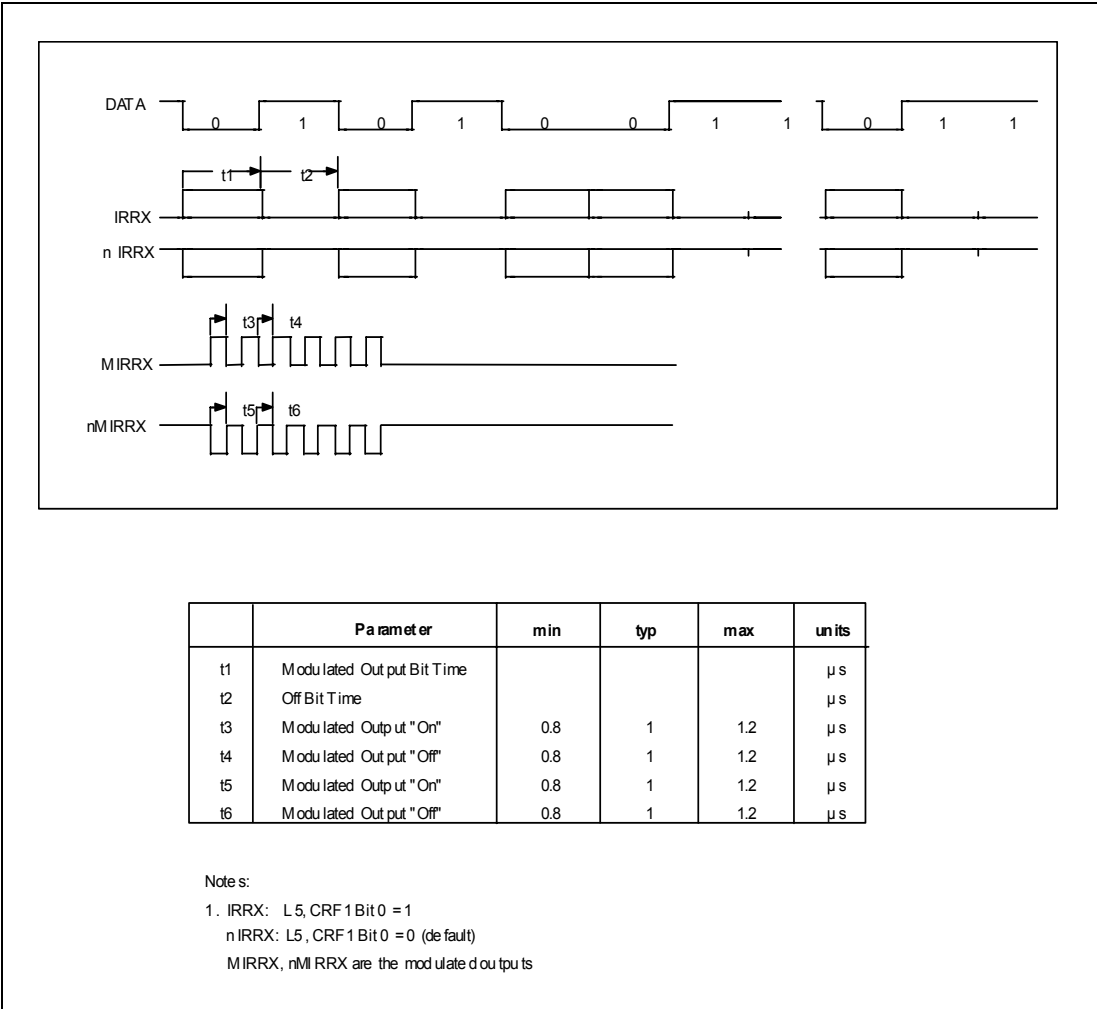 DATA
0 1 0 1 0 0 1 1 0 1 1
t1 t2
IRRX
n IRRX
t3 t4
MIRRX
t5 t6
nMIRRX
Parameter min typ max units
t1 Modulated Output Bit Time µs
t2 Off Bit Time µs
t3 Modulated Output "On" 0.8 1 1.2 µs
t4 Modulated Output "Off" 0.8 1 1.2 µs
t5 Modulated Output "On" 0.8 1 1.2 µs
t6 Modulated Output "Off" 0.8 1 1.2 µs
Notes:
1. IRRX: L5, CRF1 Bit 0 = 1
nIRRX: L5, CRF1 Bit 0 = 0 (default)
MIRRX, nMIRRX are the modulated outputs